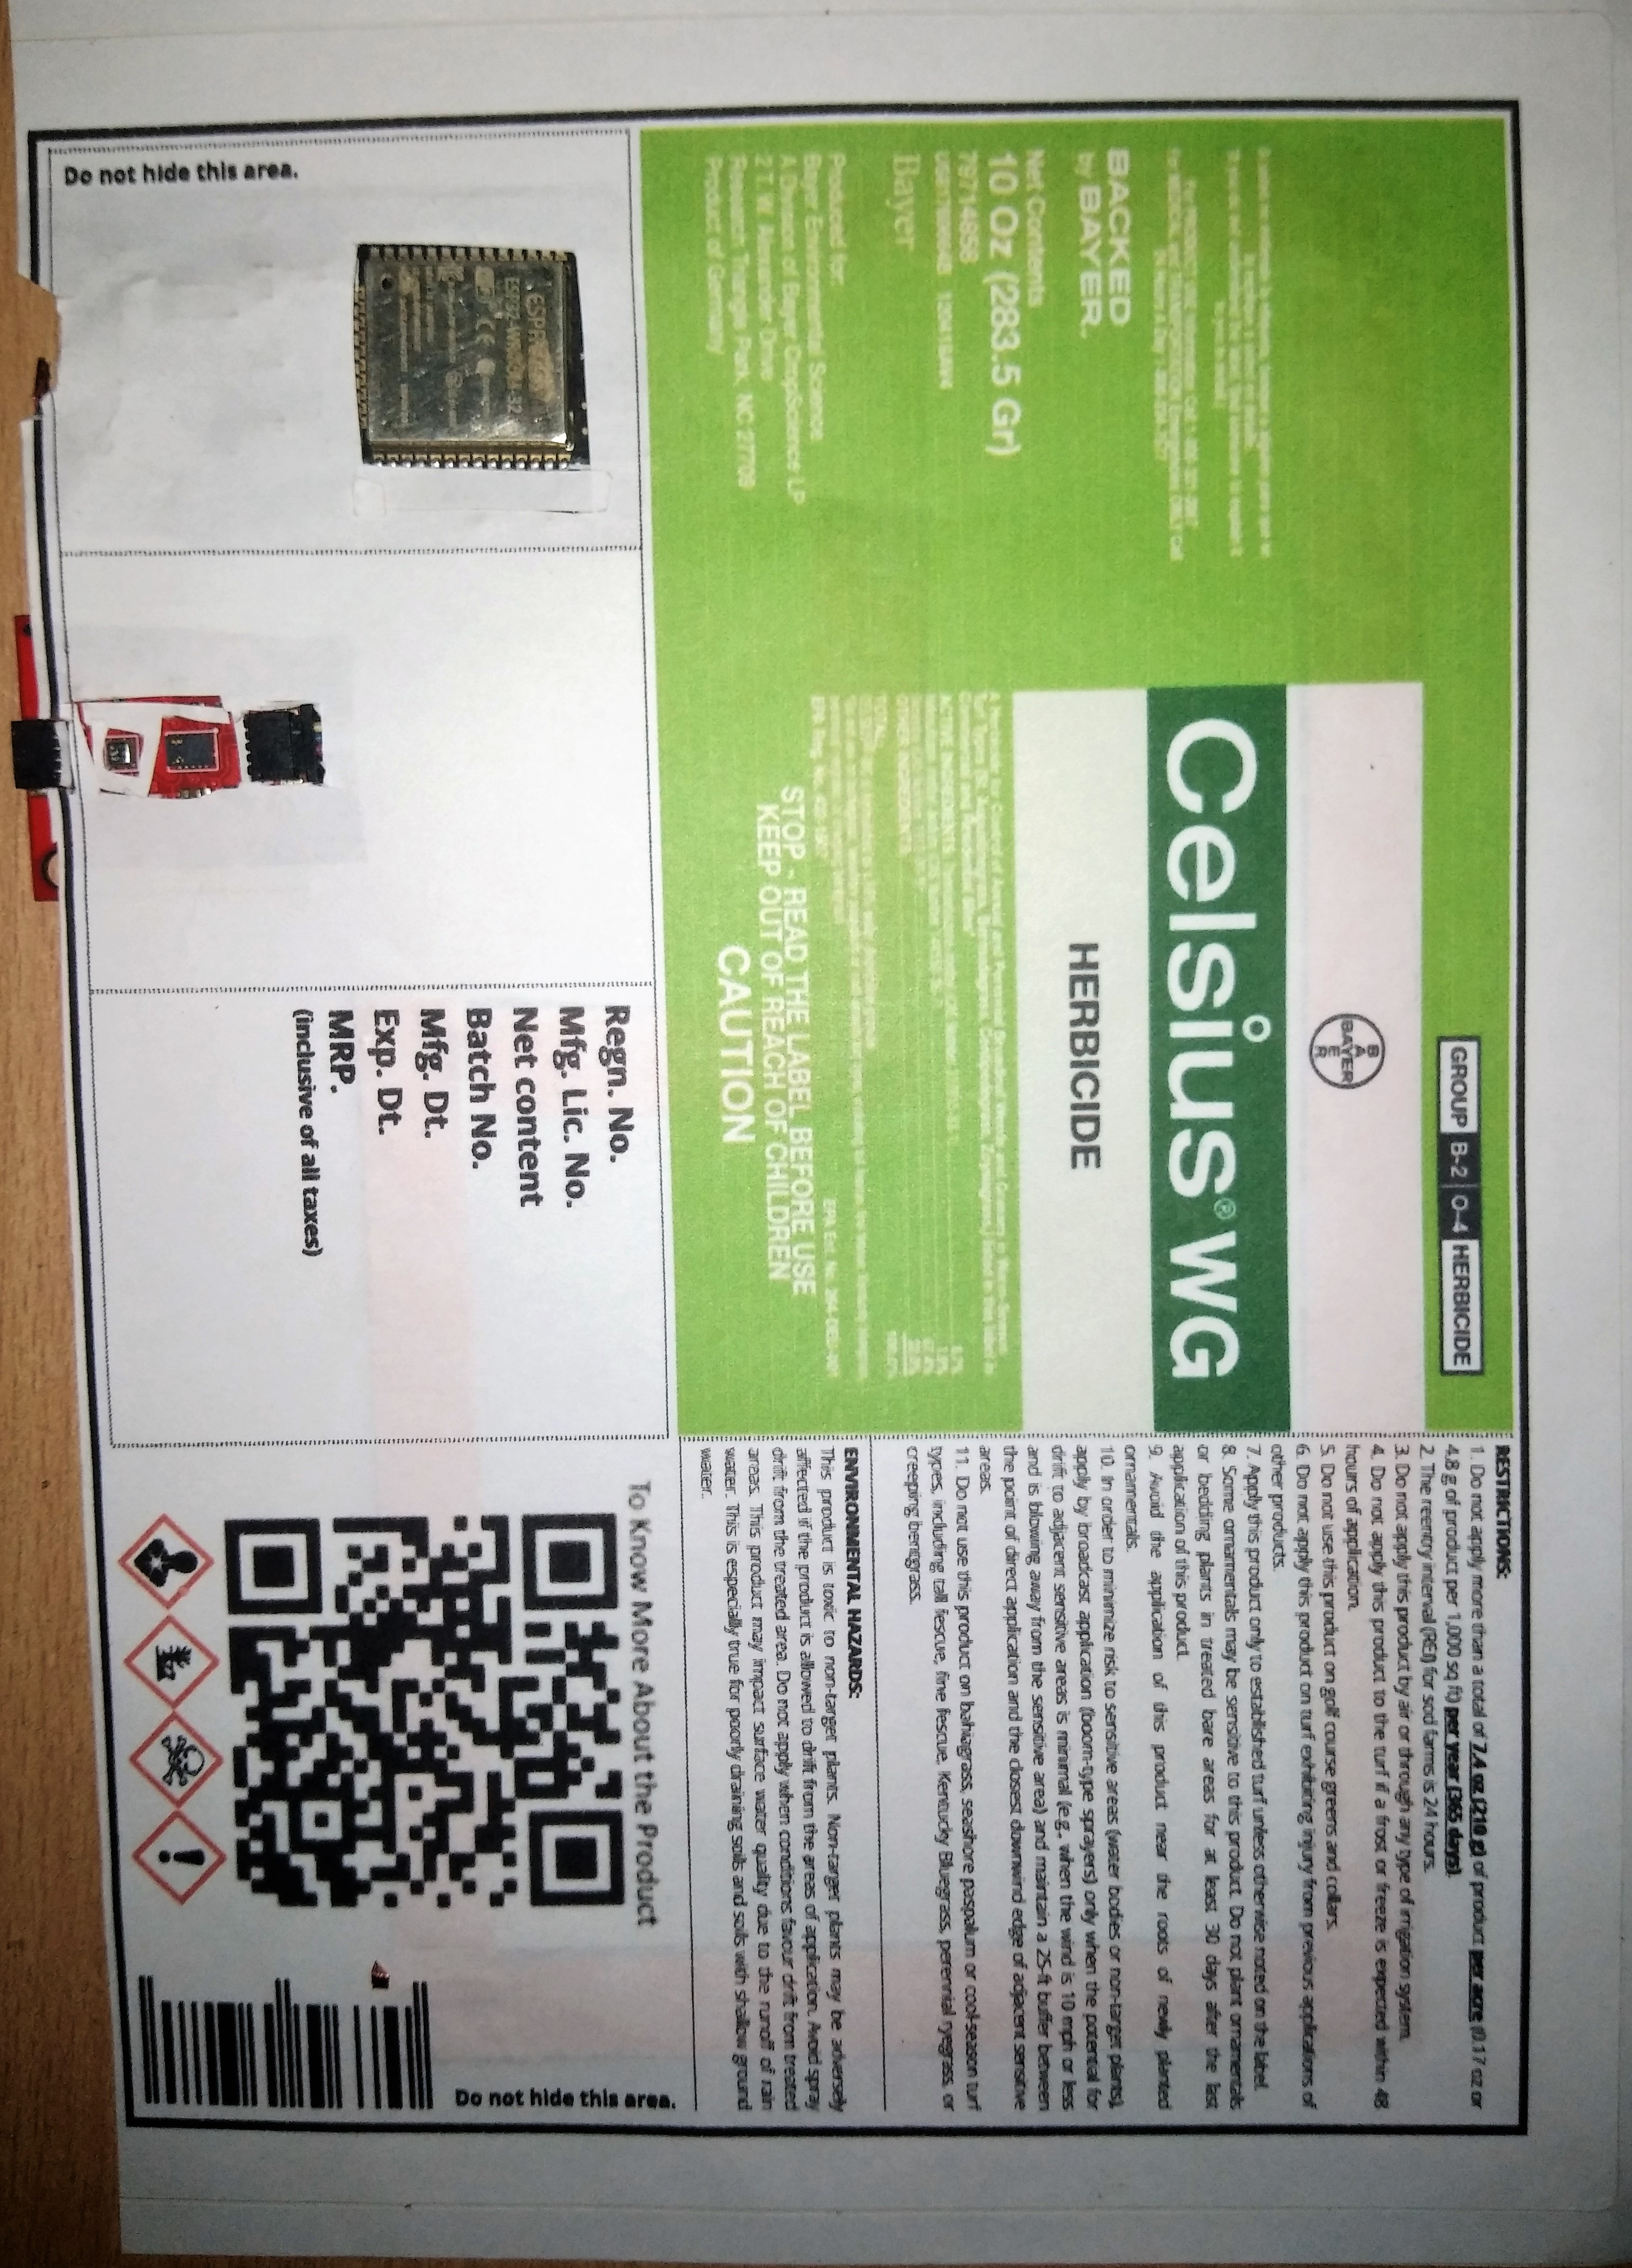 GROUP B-2 O-4 HERBICIDE
BAYER
BAYER
Celsius® WG
HERBICIDE
BACKED
by BAYER.
Net Contents
10 Oz (283.5 Gr)
79714856
Bayer
Produced for:
Bayer Environmental Science
A Division of Bayer CropScience LP
2 T.W. Alexander Drive
Research Triangle Park, NC 27709
Product of Germany
STOP - READ THE LABEL BEFORE USE
KEEP OUT OF REACH OF CHILDREN
CAUTION
RESTRICTIONS:
1. Do not apply more than a total of 7.4 oz (210 g) of product per acre (0.17 oz or
4.8 g of product per 1,000 sq ft) per year (365 days).
2. The reentry interval (REI) for sod farms is 24 hours.
3. Do not apply this product by air or through any type of irrigation system.
4. Do not apply this product to the turf if a frost or freeze is expected within 48
hours of application.
5. Do not use this product on golf course greens and collars.
6. Do not apply this product on turf exhibiting injury from previous applications of
other products.
7. Apply this product only to established turf unless otherwise noted on the label.
8. Some ornamentals may be sensitive to this product. Do not plant ornamentals
or bedding plants in treated bare areas for at least 30 days after the last
application of this product.
9. Avoid the application of this product near the roots of newly planted
ornamentals.
10. In order to minimize risk to sensitive areas (water bodies or non-target plants),
apply by broadcast application (boom-type sprayers) only when the potential for
drift to adjacent sensitive areas is minimal (e.g., when the wind is 10 mph or less
and is blowing away from the sensitive area) and maintain a 25-ft buffer between
the point of direct application and the closest downwind edge of adjacent sensitive
areas.
11. Do not use this product on bahiagrass, seashore paspalum or cool-season turf
types, including tall fescue, fine fescue, Kentucky Bluegrass, perennial ryegrass, or
creeping bentgrass.
ENVIRONMENTAL HAZARDS:
This product is toxic to non-target plants. Non-target plants may be adversely
affected if the product is allowed to drift from the areas of application. Avoid spray
drift from the treated area. Do not apply when conditions favour drift from treated
areas. This product may impact surface water quality due to the runoff of rain
water. This is especially true for poorly draining soils and soils with shallow ground
water.
Do not hide this area.
ESP32-WROOM-32
Regn. No.
Mfg. Lic. No.
Net content
Batch No.
Mfg. Dt.
Exp. Dt.
MRP.
(inclusive of all taxes)
To Know More About the Product
Do not hide this area.